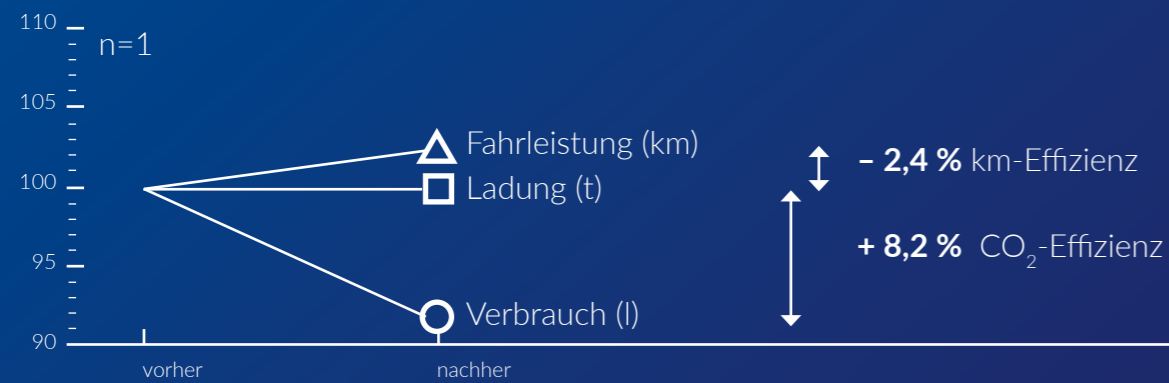 110
n=1
105
Fahrleistung (km)
– 2,4 % km-Effizienz
100
Ladung (t)
+ 8,2 % CO₂-Effizienz
95
Verbrauch (l)
90
vorher
nachher